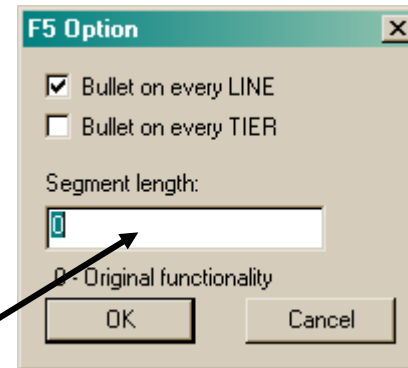 F5 Option
Bullet on every LINE
Bullet on every TIER
Segment length:
0
0 - Original functionality
OK Cancel